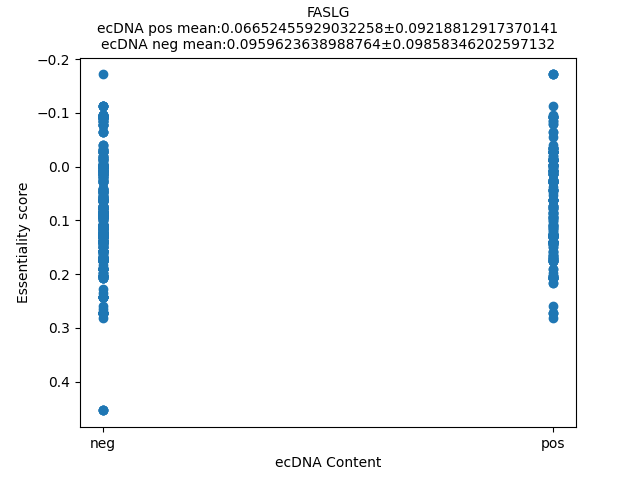 FASLG
ecDNA pos mean:0.06652455929032258±0.09218812917370141
ecDNA neg mean:0.0959623638988764±0.09858346202597132
−0.2
−0.1
0.0
0.1
0.2
0.3
0.4
Essentiality score
neg
pos
ecDNA Content